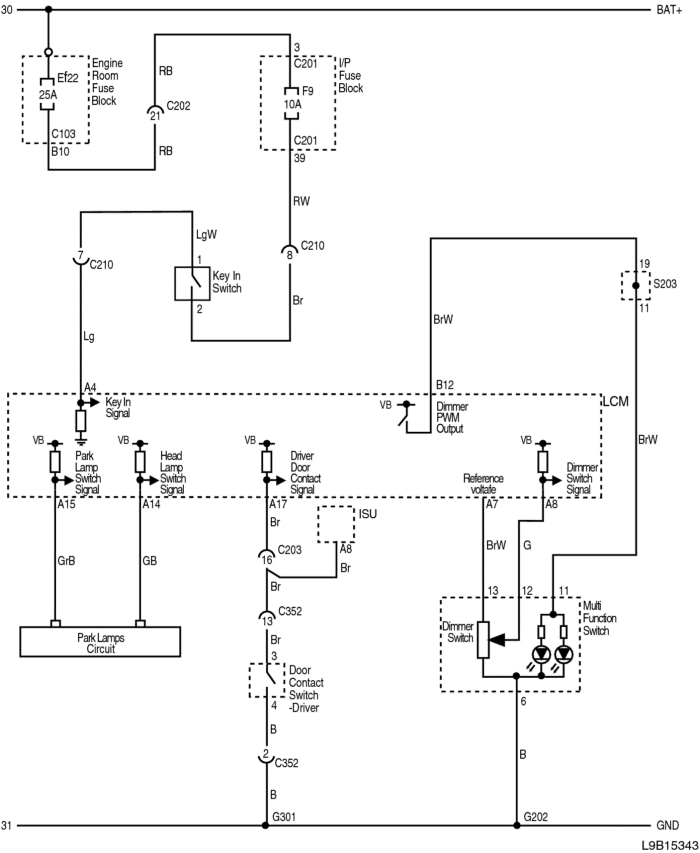 30
BAT+
Engine
Room
Fuse
Block
Ef22
25A
C103
B10
RB
C202
21
RB
3
C201
I/P
Fuse
Block
F9
10A
C201
39
RW
C210
8
Br
LgW
7
C210
1
Key In
Switch
2
Lg
19
S203
11
BrW
BrW
A4
Key In
Signal
B12
VB
Dimmer
PWM
Output
LCM
VB
Park
Lamp
Switch
Signal
VB
Head
Lamp
Switch
Signal
VB
Driver
Door
Contact
Signal
Reference
voltate
VB
Dimmer
Switch
Signal
A15
A14
A17
A7
A8
GrB
GB
Br
ISU
A8
Br
C203
16
Br
C352
13
Br
BrW
G
13
12
11
Multi
Function
Switch
Dimmer
Switch
6
Park Lamps
Circuit
3
Door
Contact
Switch
-Driver
4
B
2
C352
B
B
31
G301
G202
GND
L9B15343